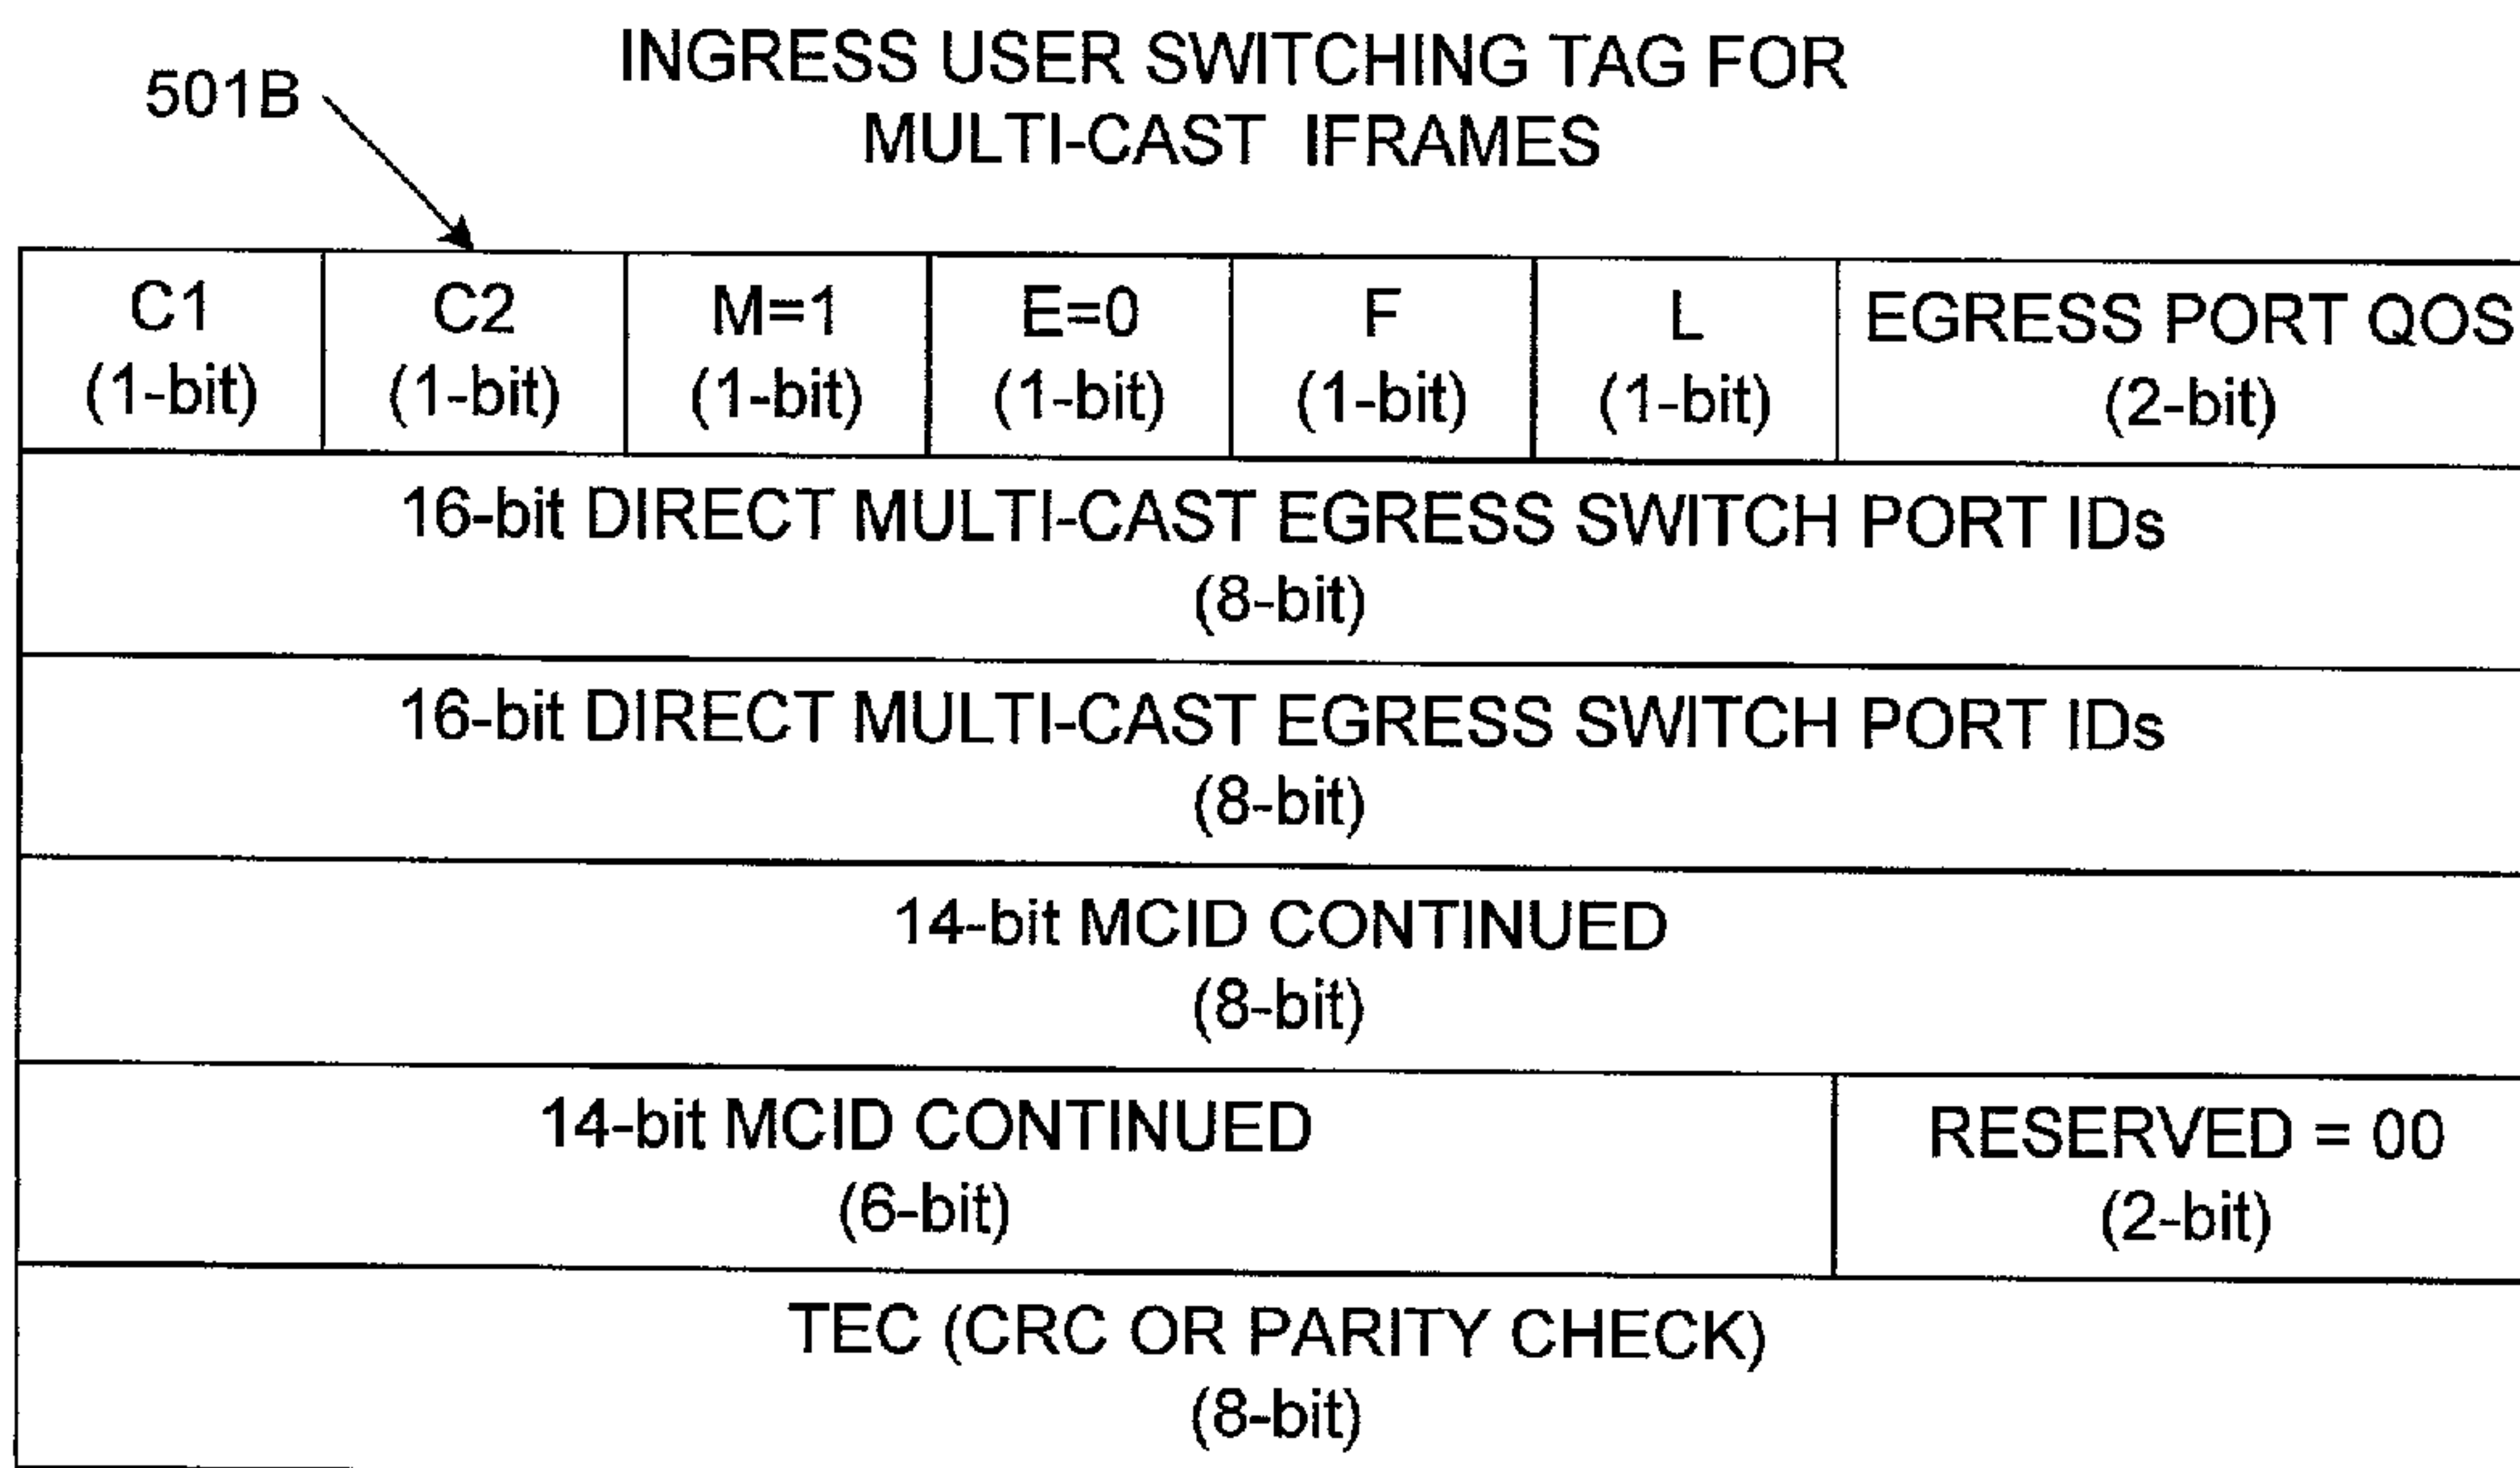 INGRESS USER SWITCHING TAG FOR
MULTI-CAST IFRAMES
501B
C1
(1-bit)
C2
(1-bit)
M=1
(1-bit)
E=0
(1-bit)
F
(1-bit)
L
(1-bit)
EGRESS PORT QOS
(2-bit)
16-bit DIRECT MULTI-CAST EGRESS SWITCH PORT IDs
(8-bit)
16-bit DIRECT MULTI-CAST EGRESS SWITCH PORT IDs
(8-bit)
14-bit MCID CONTINUED
(8-bit)
14-bit MCID CONTINUED
(6-bit)
RESERVED = 00
(2-bit)
TEC (CRC OR PARITY CHECK)
(8-bit)